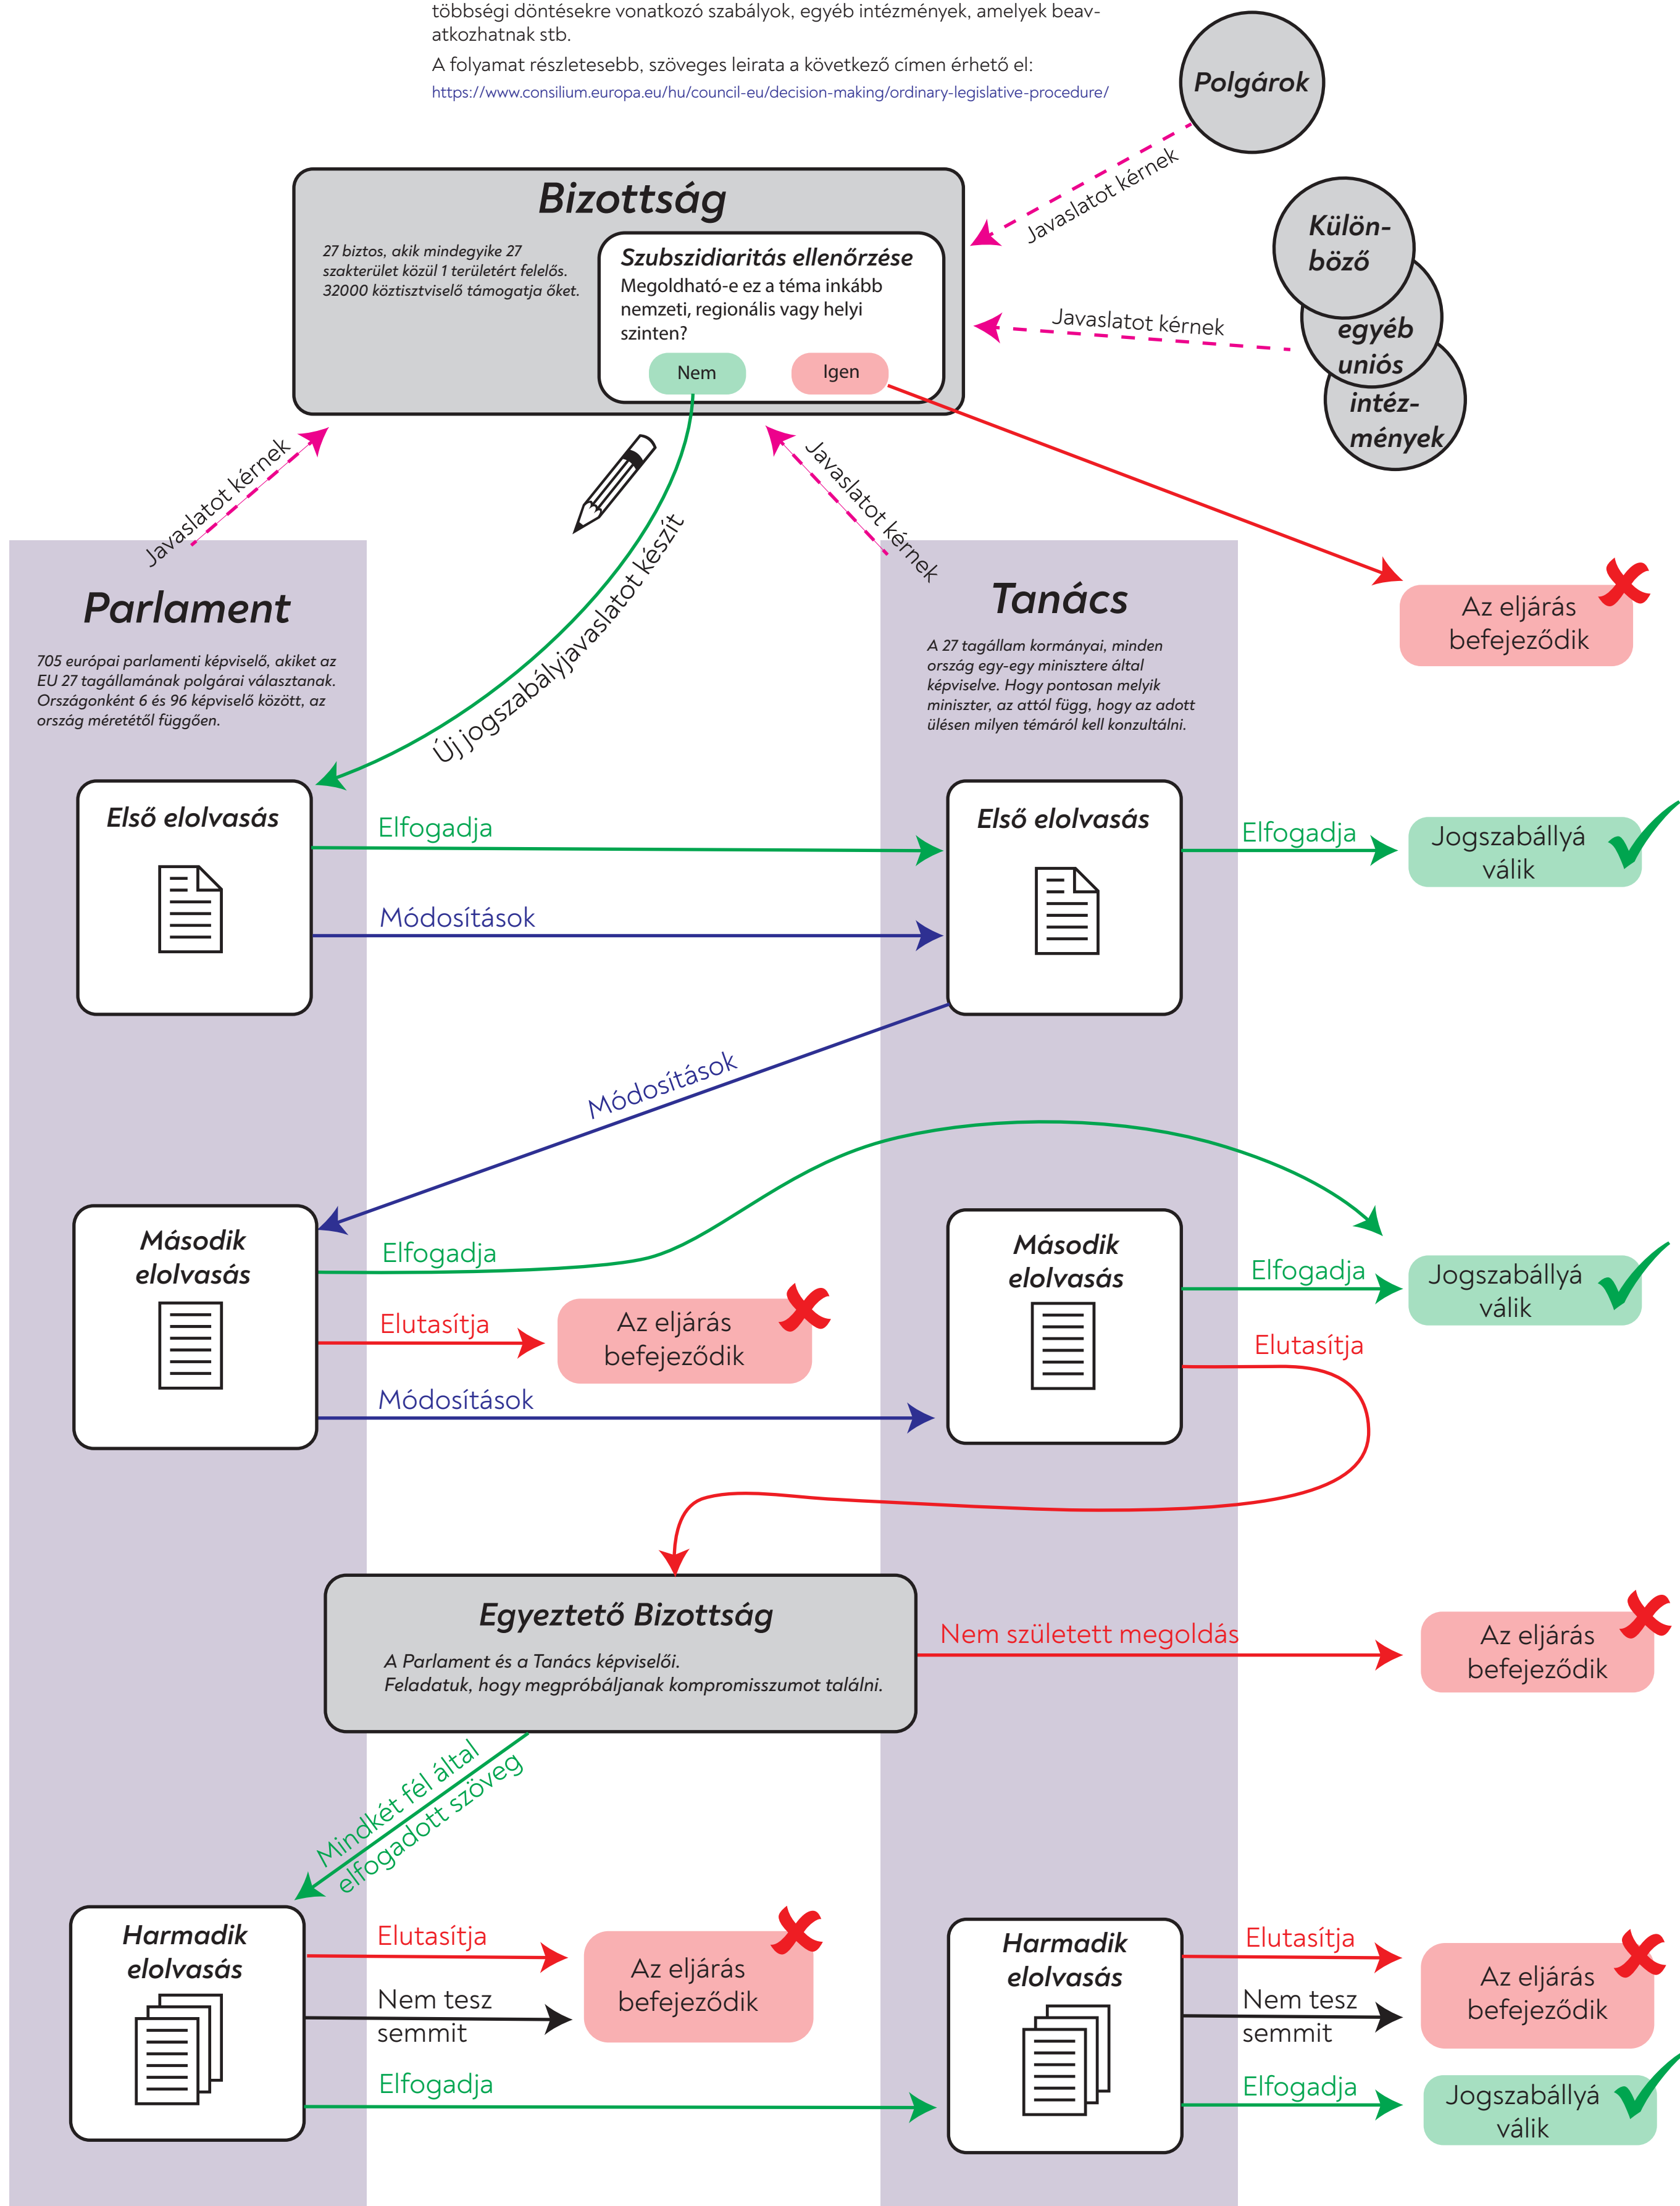 többségi döntésekre vonatkozó szabályok, egyéb intézmények, amelyek beav-
atkozhatnak stb.
A folyamat részletesebb, szöveges leirata a következő címen érhető el:
https://www.consilium.europa.eu/hu/council-eu/decision-making/ordinary-legislative-procedure/
Polgárok
Javaslatot kérnek
Külön-
böző
egyéb
uniós
intéz-
mények
Javaslatot kérnek
Bizottság
27 biztos, akik mindegyike 27
szakterület közül 1 területért felelős.
32000 köztisztviselő támogatja őket.
Szubszidiaritás ellenőrzése
Megoldható-e ez a téma inkább
nemzeti, regionális vagy helyi
szinten?
Nem
Igen
Javaslatot kérnek
Javaslatot kérnek
Új jogszabályjavaslatot készít
Az eljárás
befejeződik
Parlament
705 európai parlamenti képviselő, akiket az
EU 27 tagállamának polgárai választanak.
Országonként 6 és 96 képviselő között, az
ország méretétől függően.
Tanács
A 27 tagállam kormányai, minden
ország egy-egy minisztere által
képviselve. Hogy pontosan melyik
miniszter, az attól függ, hogy az adott
ülésen milyen témáról kell konzultálni.
Első elolvasás
Elfogadja
Módosítások
Első elolvasás
Elfogadja
Jogszabállyá
válik
Módosítások
Második
elolvasás
Elfogadja
Elutasítja
Az eljárás
befejeződik
Módosítások
Második
elolvasás
Elfogadja
Jogszabállyá
válik
Elutasítja
Egyeztető Bizottság
A Parlament és a Tanács képviselői.
Feladatuk, hogy megpróbáljanak kompromisszumot találni.
Nem született megoldás
Az eljárás
befejeződik
Mindkét fél által
elfogadott szöveg
Harmadik
elolvasás
Elutasítja
Nem tesz
semmit
Az eljárás
befejeződik
Elfogadja
Harmadik
elolvasás
Elutasítja
Nem tesz
semmit
Az eljárás
befejeződik
Elfogadja
Jogszabállyá
válik